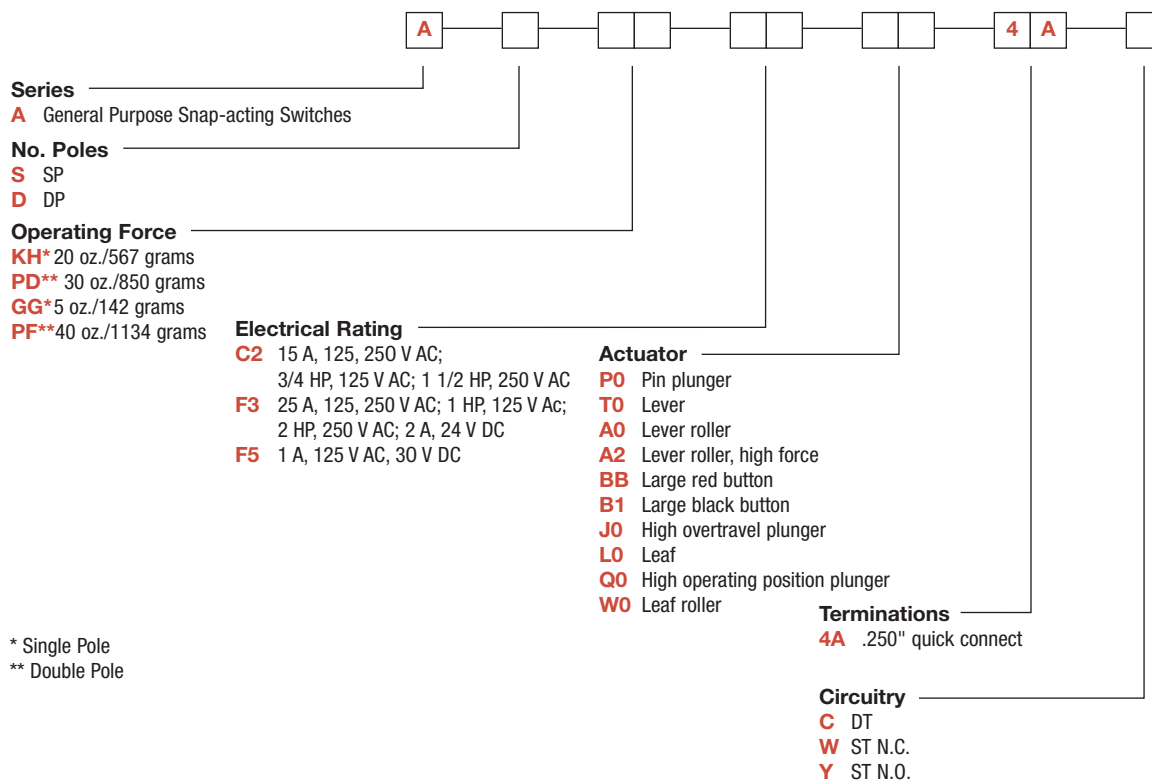 A 4 A
Series
A General Purpose Snap-acting Switches
No. Poles
S SP
D DP
Operating Force
KH* 20 oz./567 grams
PD** 30 oz./850 grams
GG* 5 oz./142 grams
PF** 40 oz./1134 grams
Electrical Rating
C2 15 A, 125, 250 V AC;
3/4 HP, 125 V AC; 1 1/2 HP, 250 V AC
F3 25 A, 125, 250 V AC; 1 HP, 125 V Ac;
2 HP, 250 V AC; 2 A, 24 V DC
F5 1 A, 125 V AC, 30 V DC
Actuator
P0 Pin plunger
T0 Lever
A0 Lever roller
A2 Lever roller, high force
BB Large red button
B1 Large black button
J0 High overtravel plunger
L0 Leaf
Q0 High operating position plunger
W0 Leaf roller
Terminations
4A .250" quick connect
Circuitry
C DT
W ST N.C.
Y ST N.O.
* Single Pole
** Double Pole